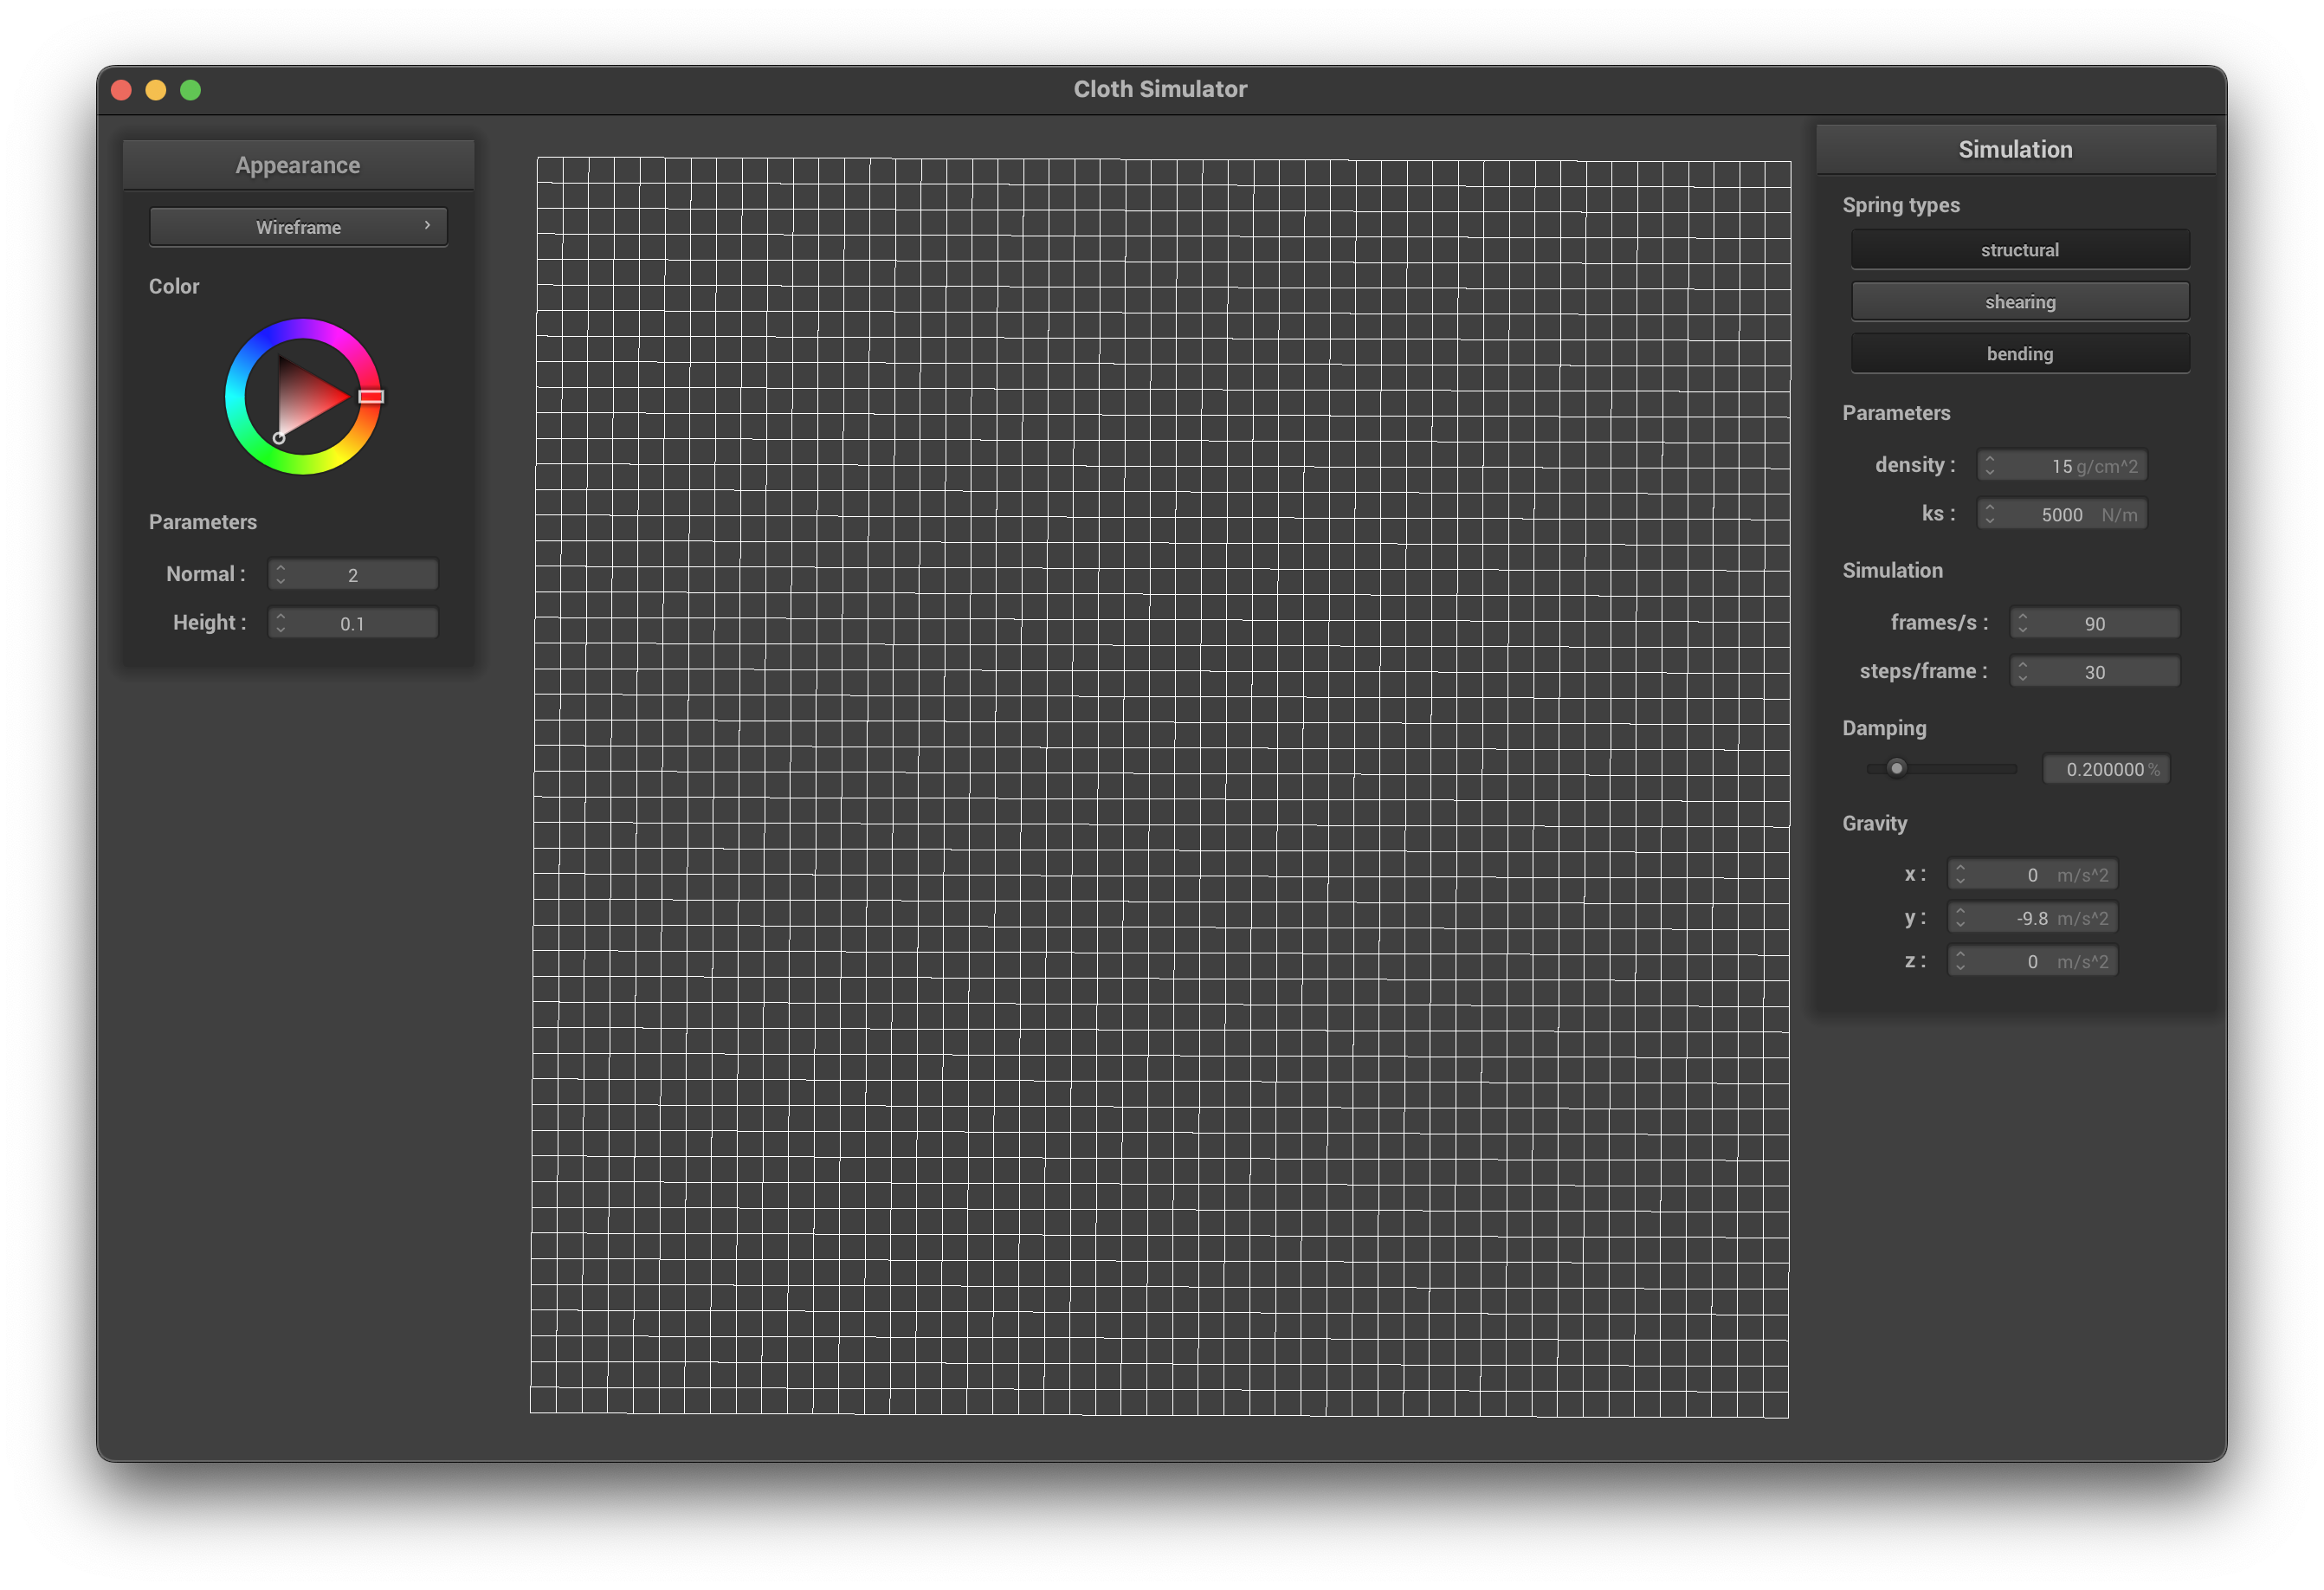 Cloth Simulator
Appearance
Wireframe
Color
Parameters
Normal : 2
Height : 0.1
Simulation
Spring types
structural
shearing
bending
Parameters
density : 15 g/cm^2
ks : 5000 N/m
Simulation
frames/s : 90
steps/frame : 30
Damping
0.200000 %
Gravity
x : 0 m/s^2
y : -9.8 m/s^2
z : 0 m/s^2